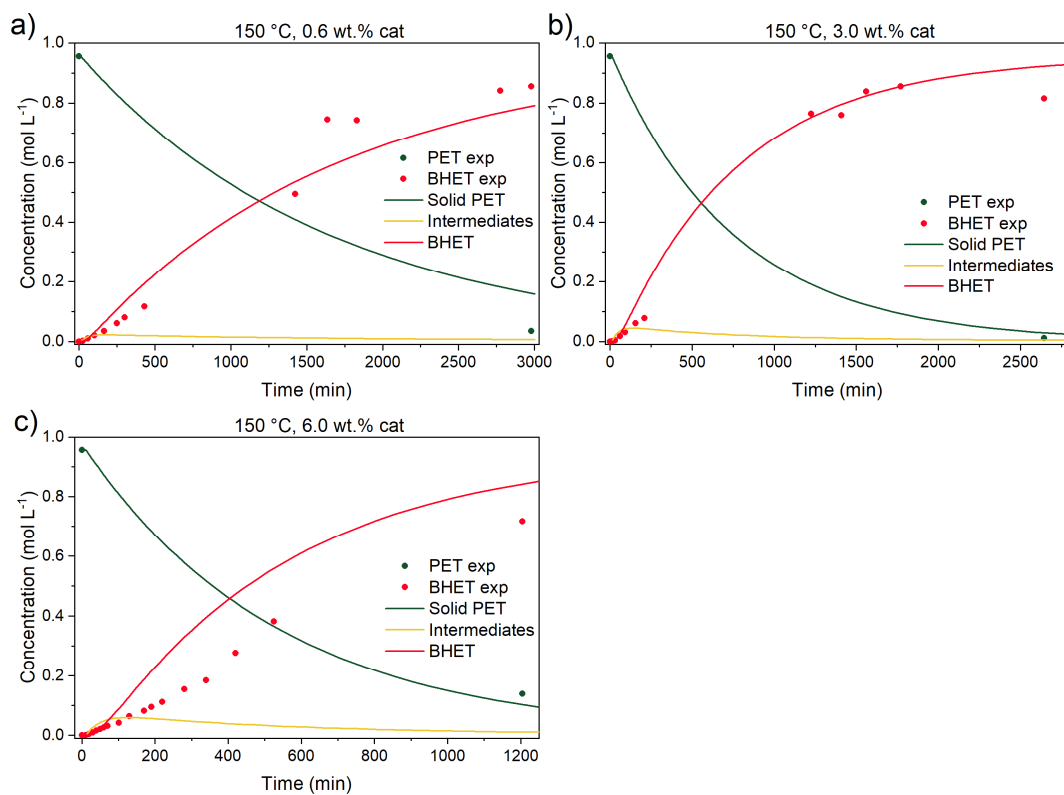 a)
150 °C, 0.6 wt.% cat
Concentration (mol L⁻¹)
1.0
0.8
0.6
0.4
0.2
0.0
PET exp
BHET exp
Solid PET
Intermediates
BHET
0 500 1000 1500 2000 2500 3000
Time (min)
b)
150 °C, 3.0 wt.% cat
Concentration (mol L⁻¹)
1.0
0.8
0.6
0.4
0.2
0.0
PET exp
BHET exp
Solid PET
Intermediates
BHET
0 500 1000 1500 2000 2500
Time (min)
c)
150 °C, 6.0 wt.% cat
Concentration (mol L⁻¹)
1.0
0.8
0.6
0.4
0.2
0.0
PET exp
BHET exp
Solid PET
Intermediates
BHET
0 200 400 600 800 1000 1200
Time (min)